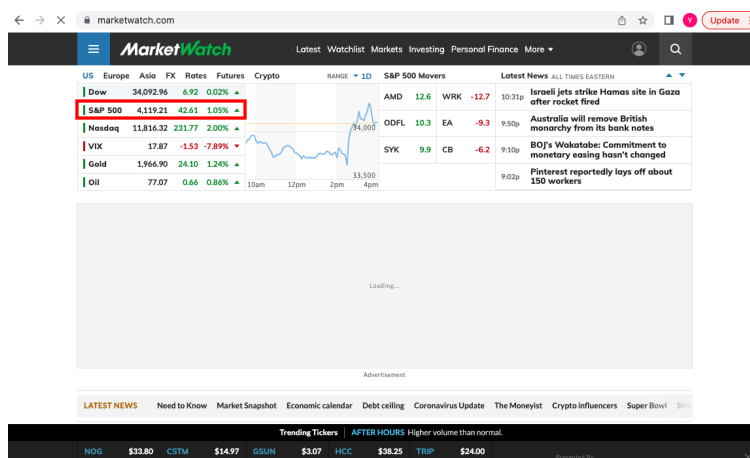 marketwatch.com
Update
MarketWatch
Latest Watchlist Markets Investing Personal Finance More
US Europe Asia FX Rates Futures Crypto
RANGE 1D
Dow 34,092.96 6.92 0.02%
S&P 500 4,119.21 42.61 1.05%
Nasdaq 11,816.32 231.77 2.00%
VIX 17.87 -1.53 -7.89%
Gold 1,966.90 24.10 1.24%
Oil 77.07 0.66 0.86%
34,000
33,500
10am 12pm 2pm 4pm
S&P 500 Movers
AMD 12.6 WRK -12.7
ODFL 10.3 EA -9.3
SYK 9.9 CB -6.2
Latest News ALL TIMES EASTERN
10:31p Israeli jets strike Hamas site in Gaza
after rocket fired
9:50p Australia will remove British
monarchy from its bank notes
9:10p BOJ's Wakatabe: Commitment to
monetary easing hasn't changed
9:02p Pinterest reportedly lays off about
150 workers
Loading...
Advertisement
LATEST NEWS Need to Know Market Snapshot Economic calendar Debt ceiling Coronavirus Update The Moneyist Crypto influencers Super Bowl
Trending Tickers | AFTER HOURS Higher volume than normal.
NOG $33.80 CSTM $14.97 GSUN $3.07 HCC $38.25 TRIP $24.00
Presented By